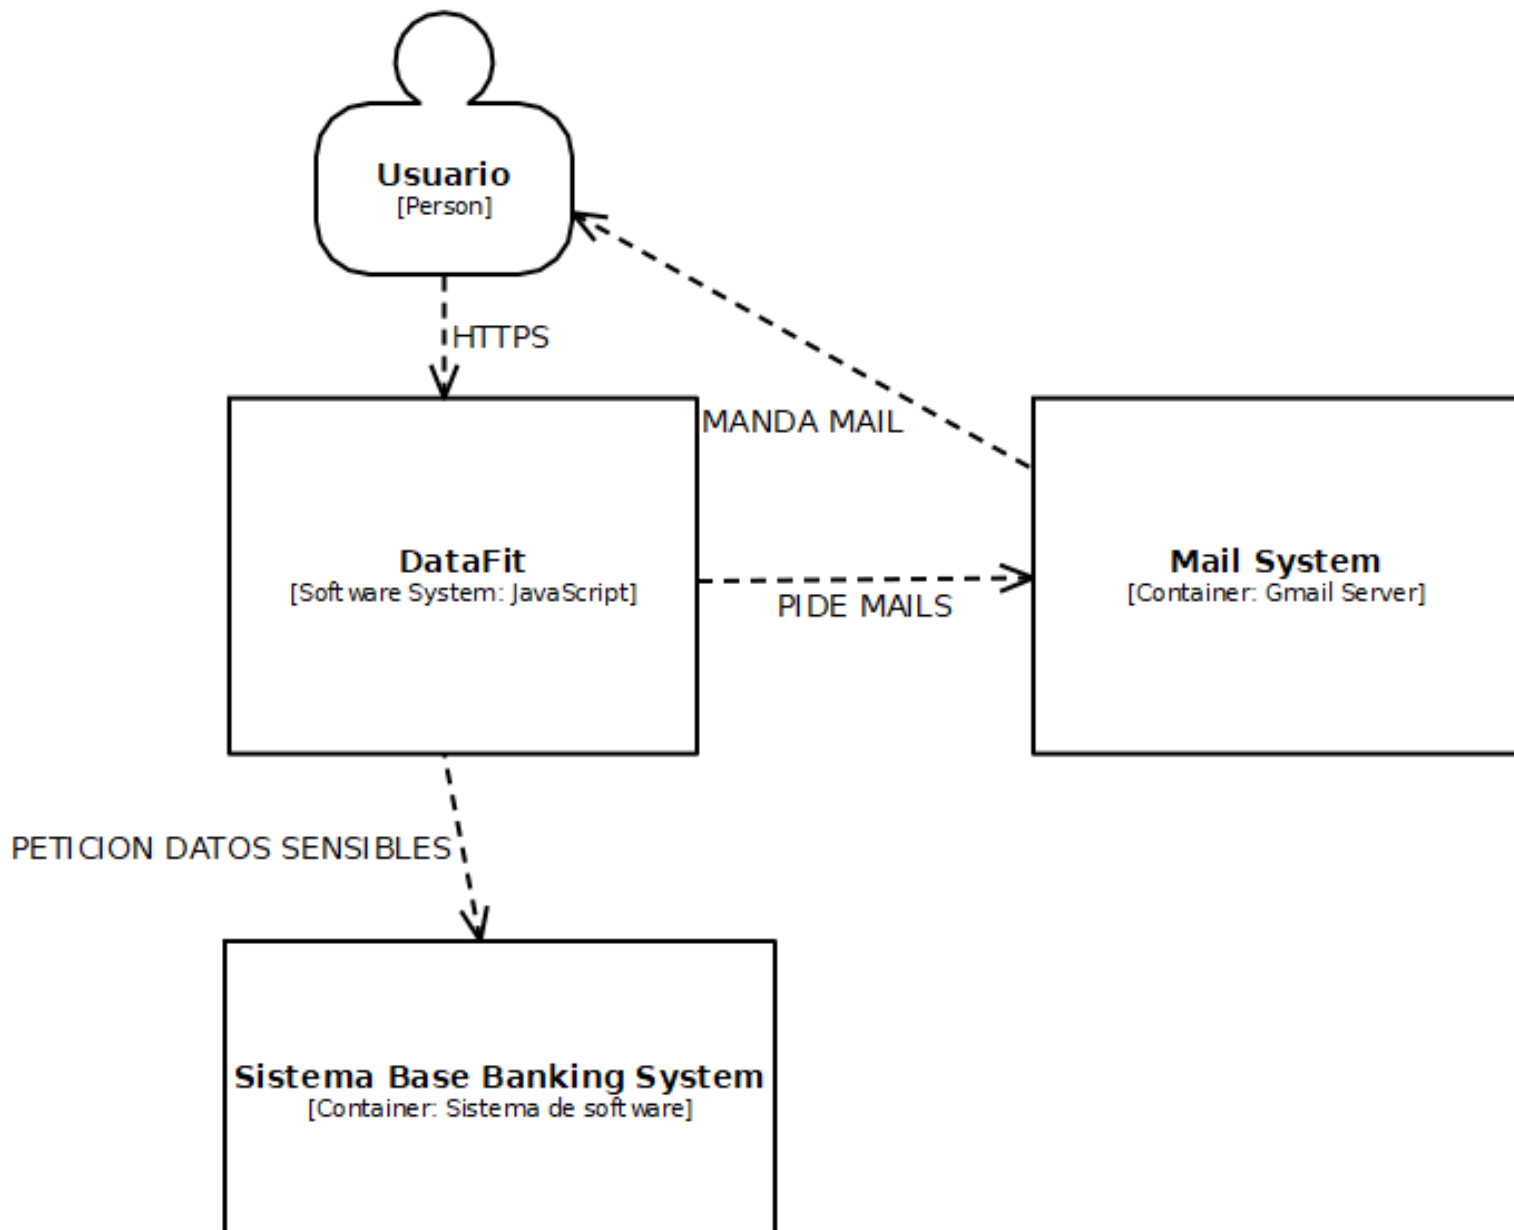 Usuario
[Person]
HTTPS
MANDA MAIL
DataFit
[Software System: JavaScript]
PIDE MAILS
Mail System
[Container: Gmail Server]
PETICION DATOS SENSIBLES
Sistema Base Banking System
[Container: Sistema de software]